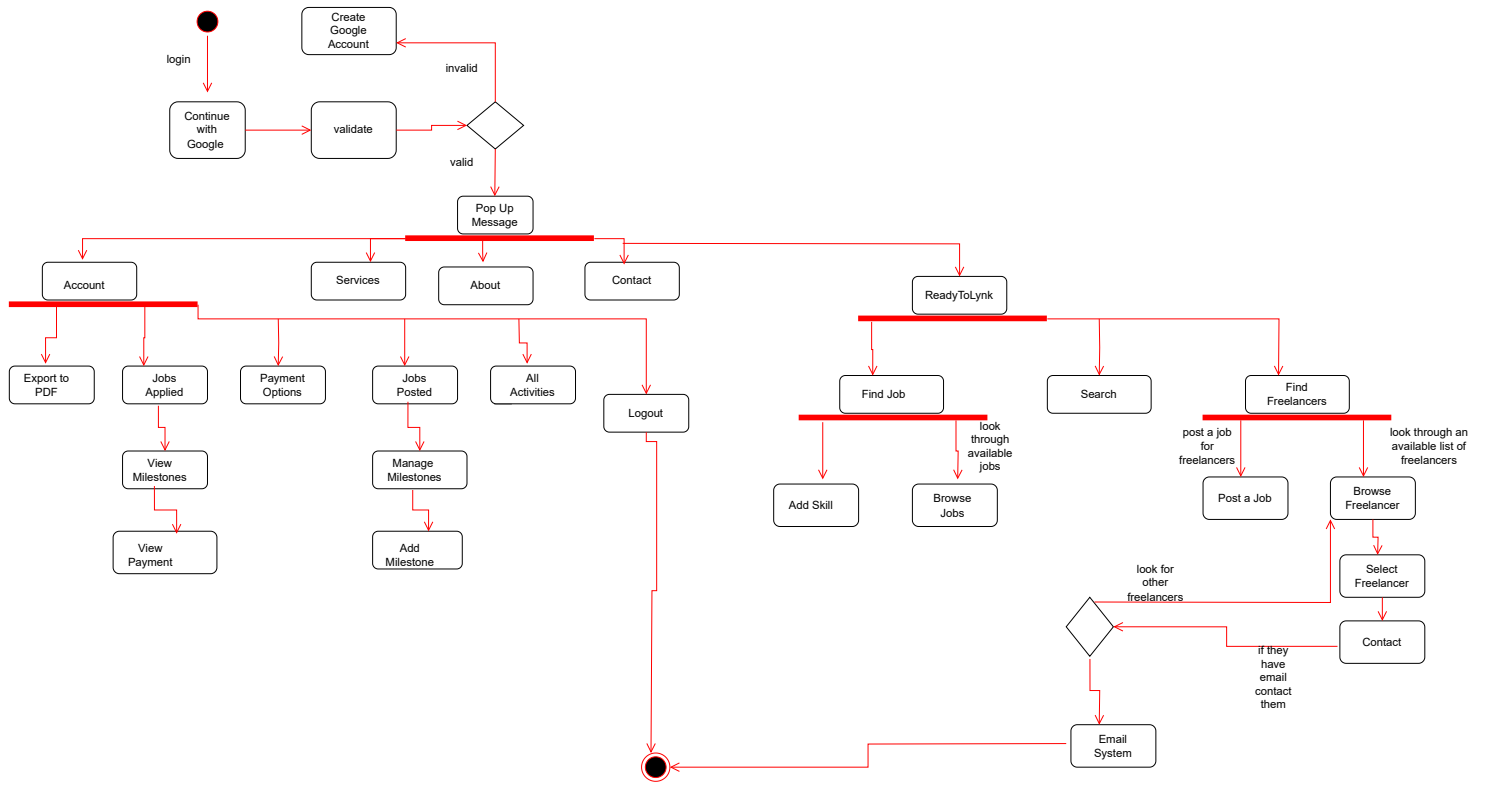 Create
Google
Account
login
invalid
Continue
with
Google
validate
valid
Pop Up
Message
Account
Services
About
Contact
ReadyToLynk
Export to
PDF
Jobs
Applied
Payment
Options
Jobs
Posted
All
Activities
Logout
Find Job
Search
Find
Freelancers
look
through
available
jobs
post a job
for
freelancers
look through an
available list of
freelancers
View
Milestones
Manage
Milestones
Add Skill
Browse
Jobs
Post a Job
Browse
Freelancer
View
Payment
Add
Milestone
look for
other
freelancers
Select
Freelancer
Contact
if they
have
email
contact
them
Email
System